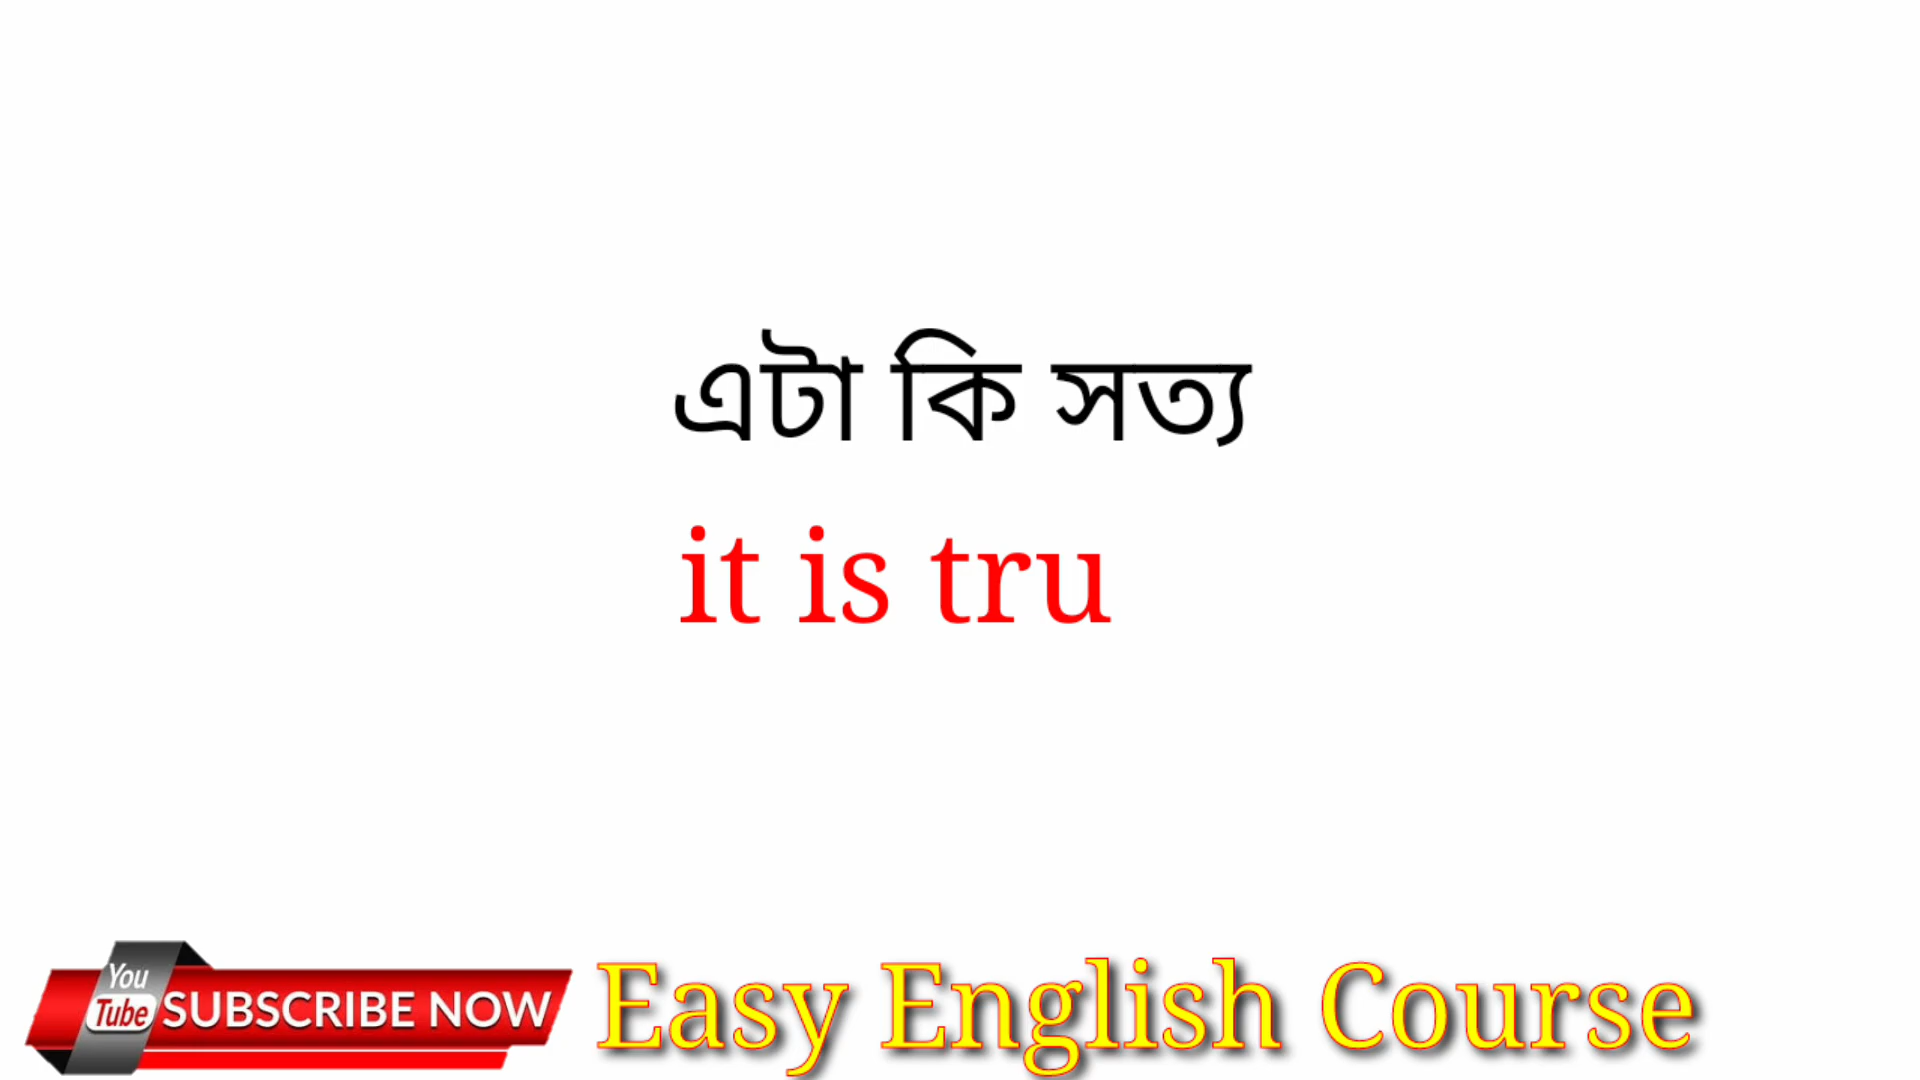 এটা কি সত্য
it is tru
You
Tube SUBSCRIBE NOW
Easy English Course